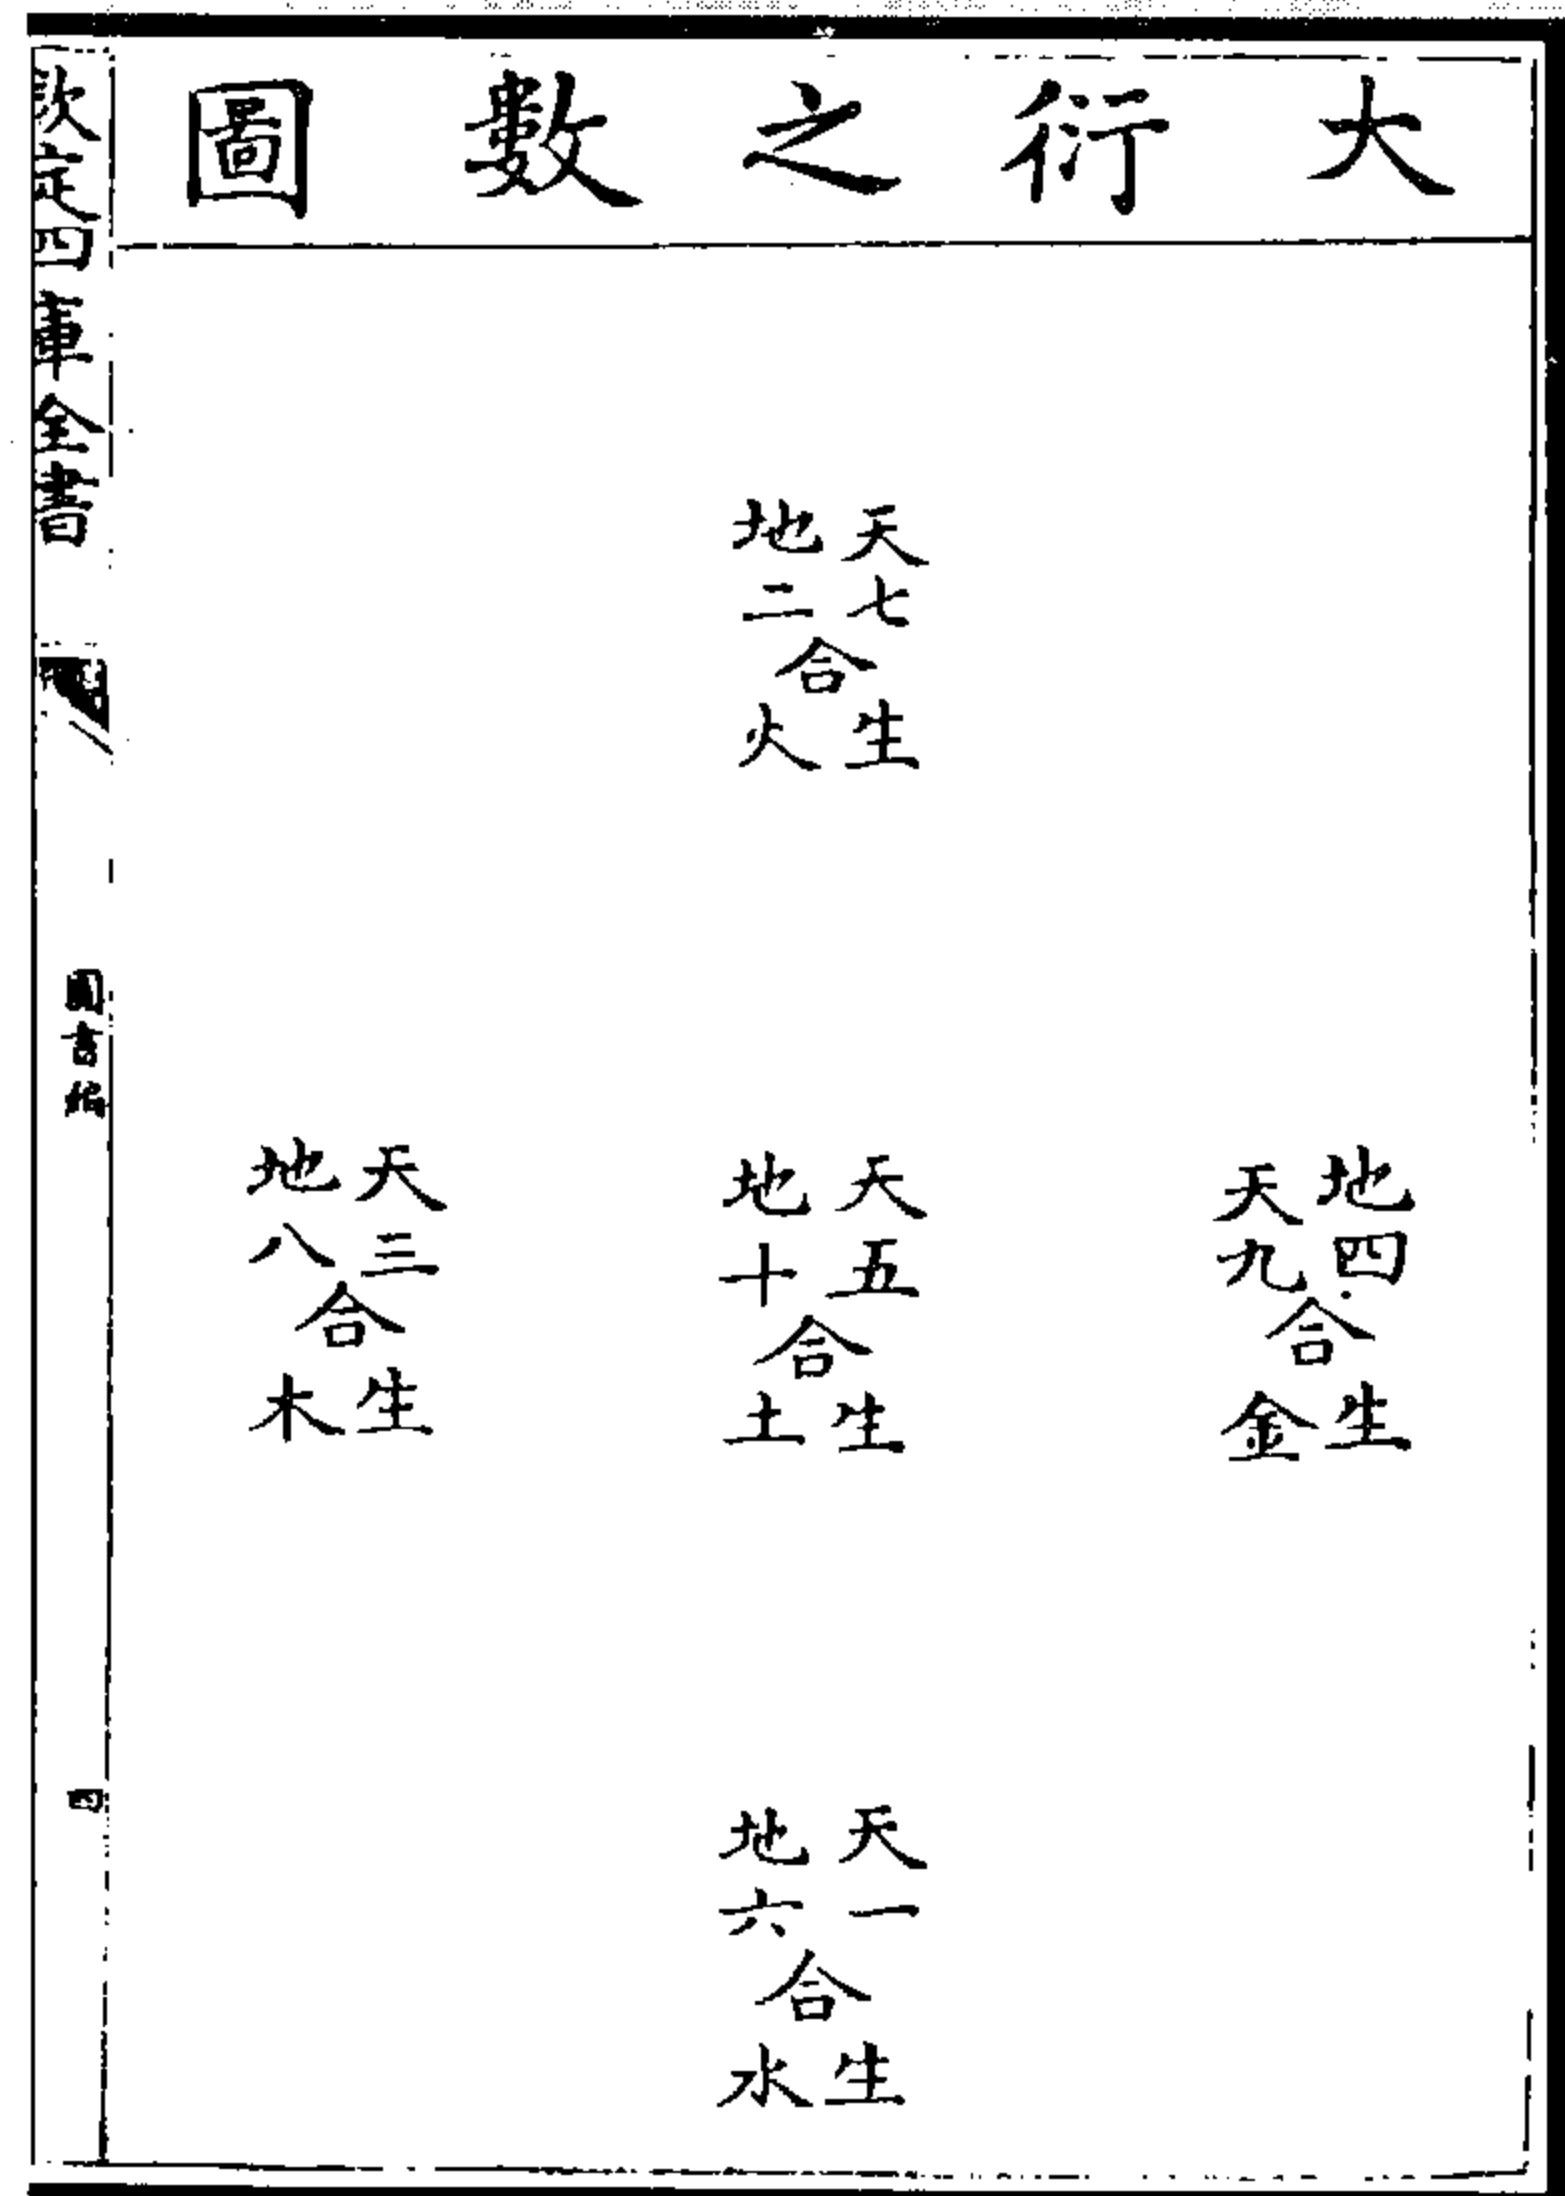 大衍之數圖
天七
地二
合
生火
地四
天九
合
生金
天五
地十
合
生土
天三
地八
合
生木
天一
地六
合
生水
欽定四庫全書
圖書編
四